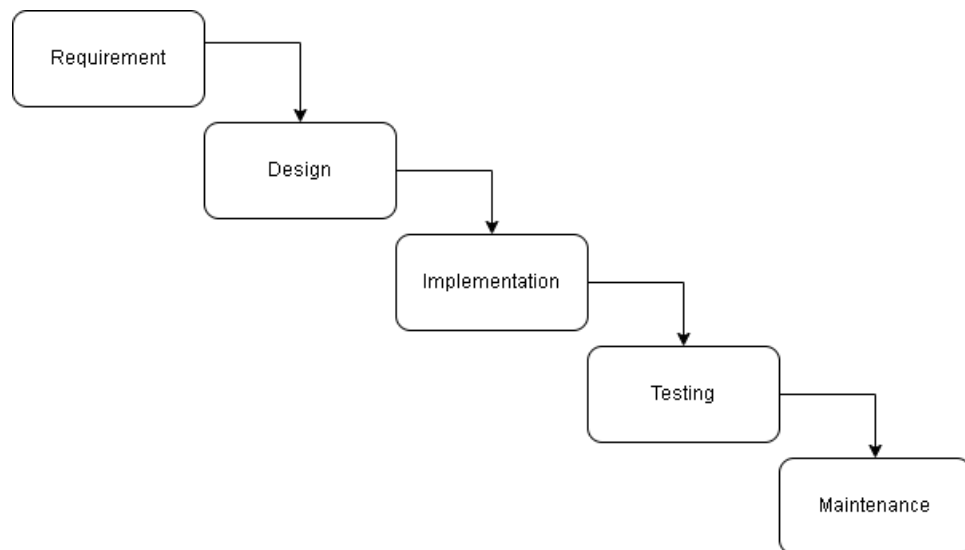 Requirement
Design
Implementation
Testing
Maintenance